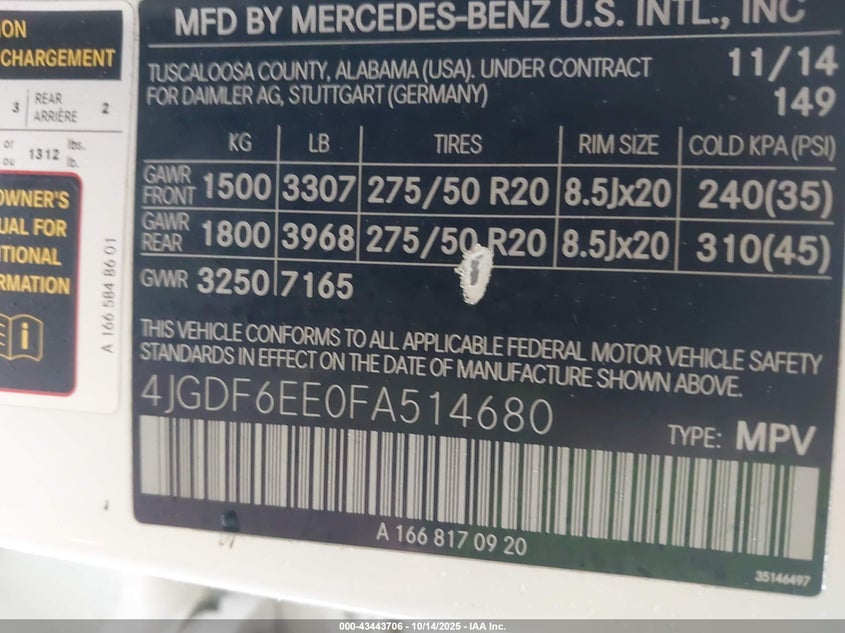 ION
CHARGEMENT
3 REAR ARRIÈRE 2
or ou 1312 lbs. lb.
OWNER'S
UAL FOR
ITIONAL
ORMATION
i
A 166 584 86 01
MFD BY MERCEDES-BENZ U.S. INTL., INC
TUSCALOOSA COUNTY, ALABAMA (USA). UNDER CONTRACT 11/14
FOR DAIMLER AG, STUTTGART (GERMANY) 149
KG LB TIRES RIM SIZE COLD KPA (PSI)
GAWR FRONT 1500 3307 275/50 R20 8.5Jx20 240(35)
GAWR REAR 1800 3968 275/50 R20 8.5Jx20 310(45)
GVWR 3250 7165
THIS VEHICLE CONFORMS TO ALL APPLICABLE FEDERAL MOTOR VEHICLE SAFETY
STANDARDS IN EFFECT ON THE DATE OF MANUFACTURE SHOWN ABOVE.
4JGDF6EE0FA514680
TYPE: MPV
A 166 817 09 20
35146497
000-43443706 - 10/14/2025 - IAA Inc.